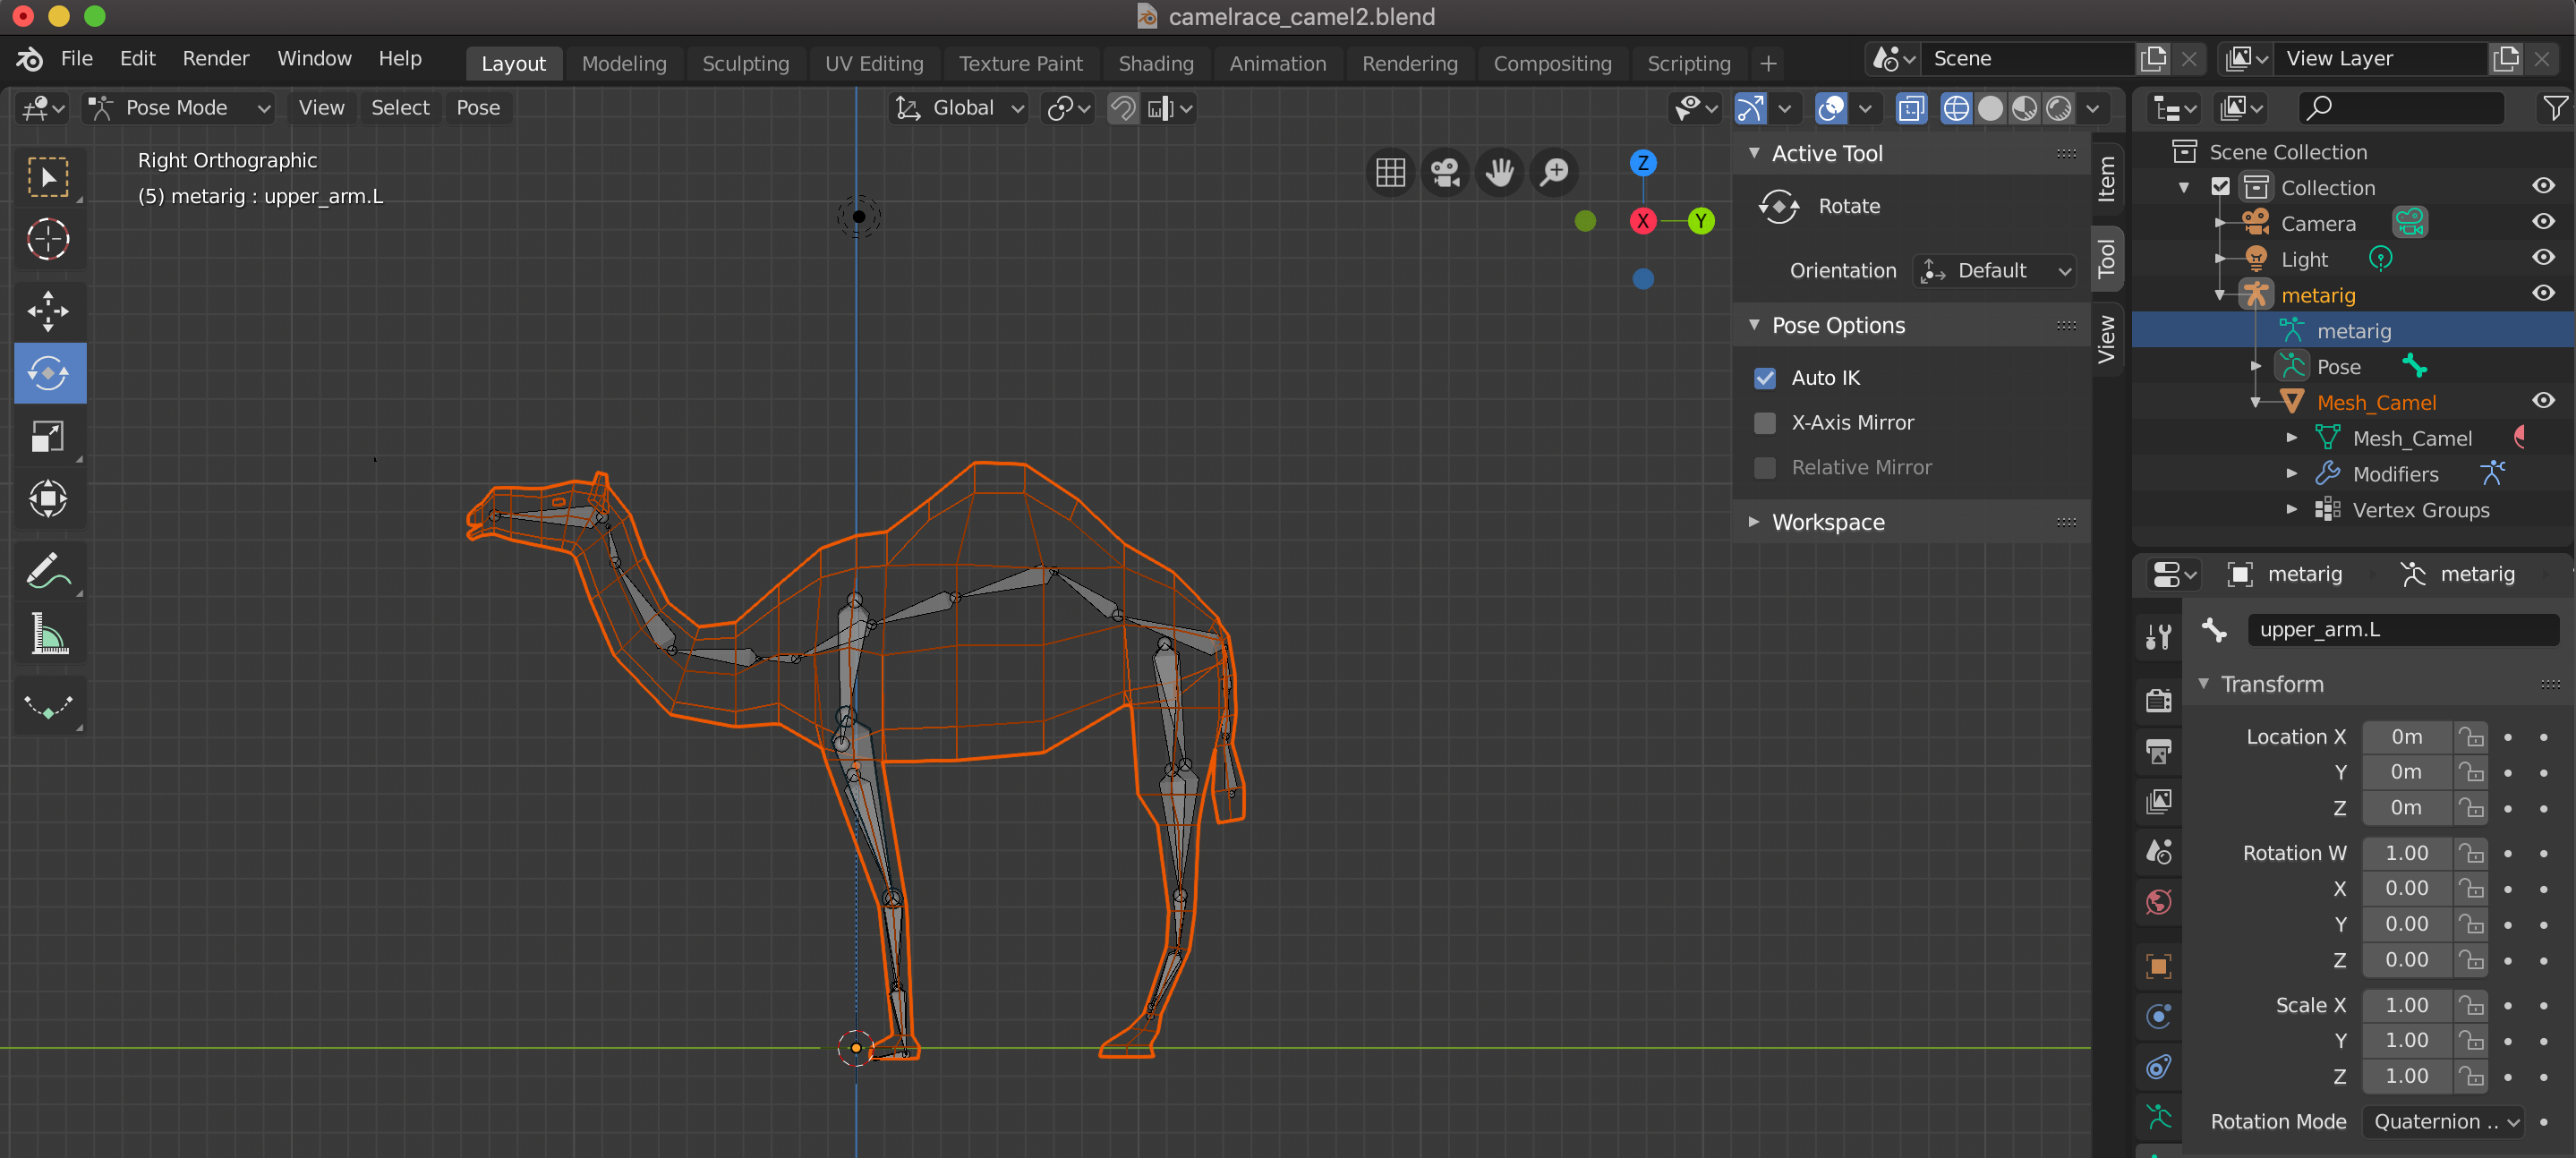 camelrace_camel2.blend
File Edit Render Window Help Layout Modeling Sculpting UV Editing Texture Paint Shading Animation Rendering Compositing Scripting + Scene View Layer
Pose Mode View Select Pose Global
Right Orthographic
(5) metarig : upper_arm.L
Z
X
Y
Active Tool
Rotate
Orientation Default
Pose Options
Auto IK
X-Axis Mirror
Relative Mirror
Workspace
Item
Tool
View
Scene Collection
Collection
Camera
Light
metarig
metarig
Pose
Mesh_Camel
Mesh_Camel
Modifiers
Vertex Groups
metarig metarig
upper_arm.L
Transform
Location X 0m
Y 0m
Z 0m
Rotation W 1.00
X 0.00
Y 0.00
Z 0.00
Scale X 1.00
Y 1.00
Z 1.00
Rotation Mode Quaternion ..